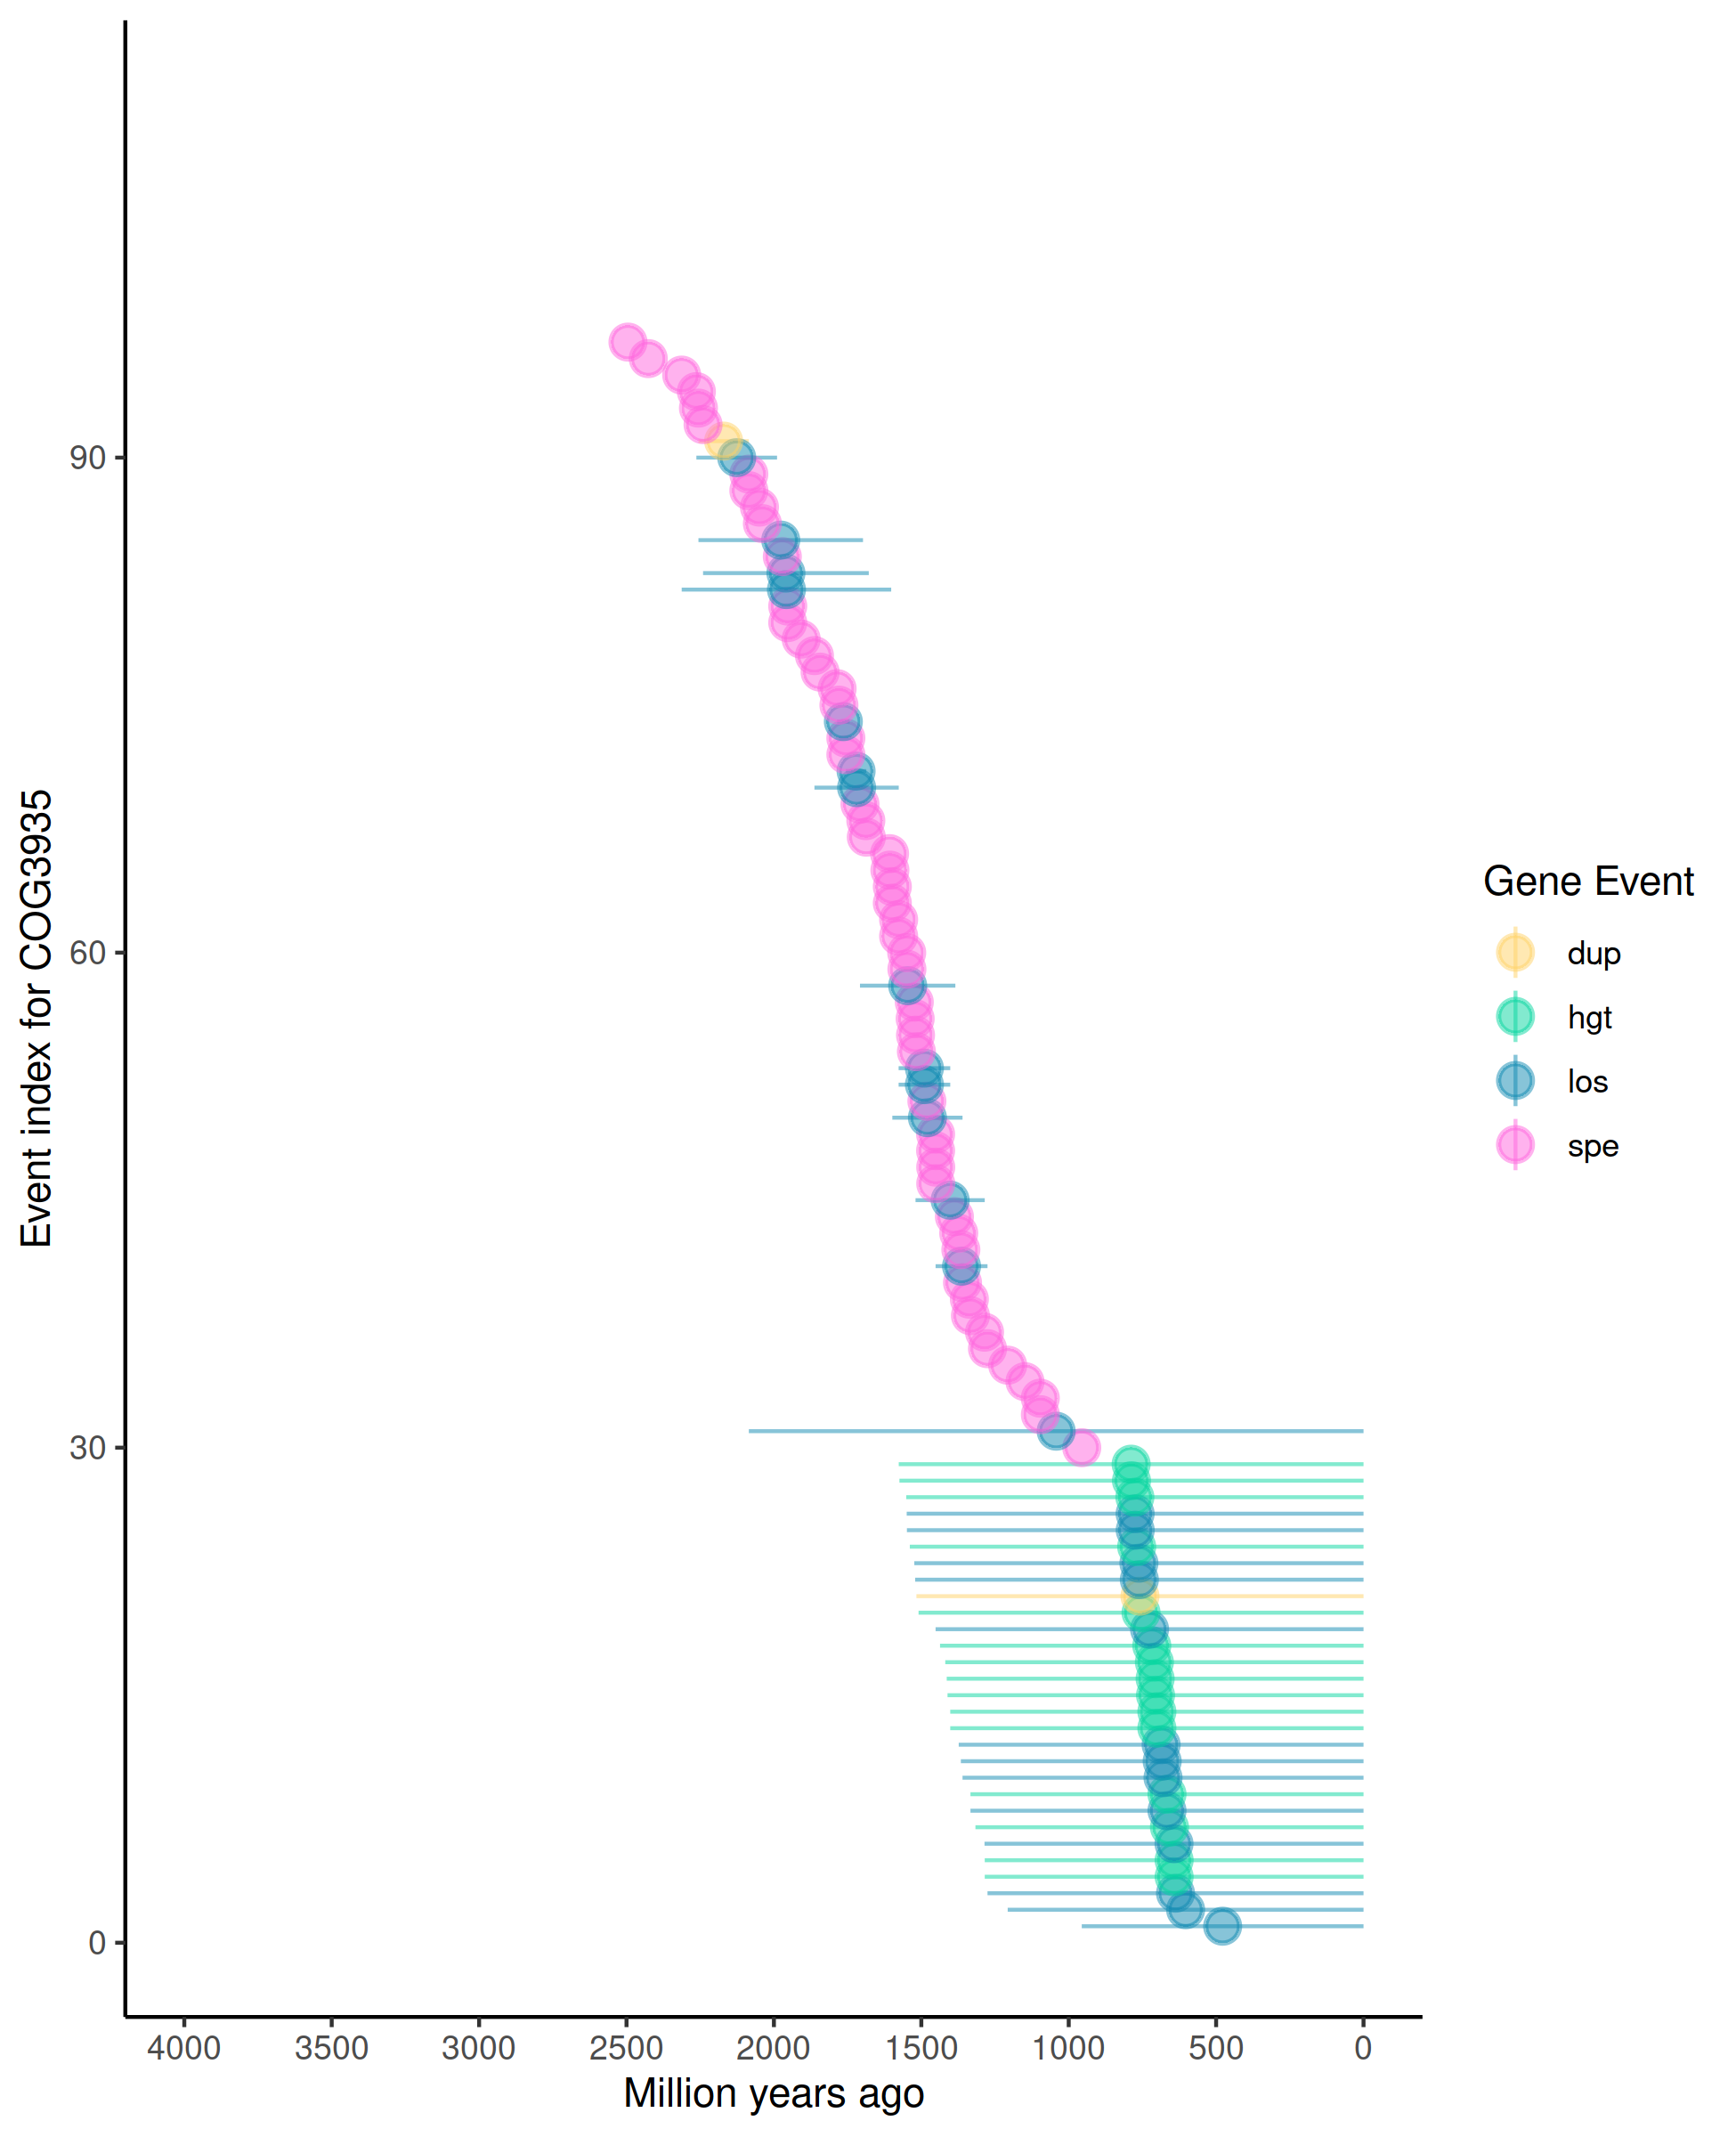 Event index for COG3935
90
60
30
0
4000 3500 3000 2500 2000 1500 1000 500 0
Million years ago
Gene Event
dup
hgt
los
spe